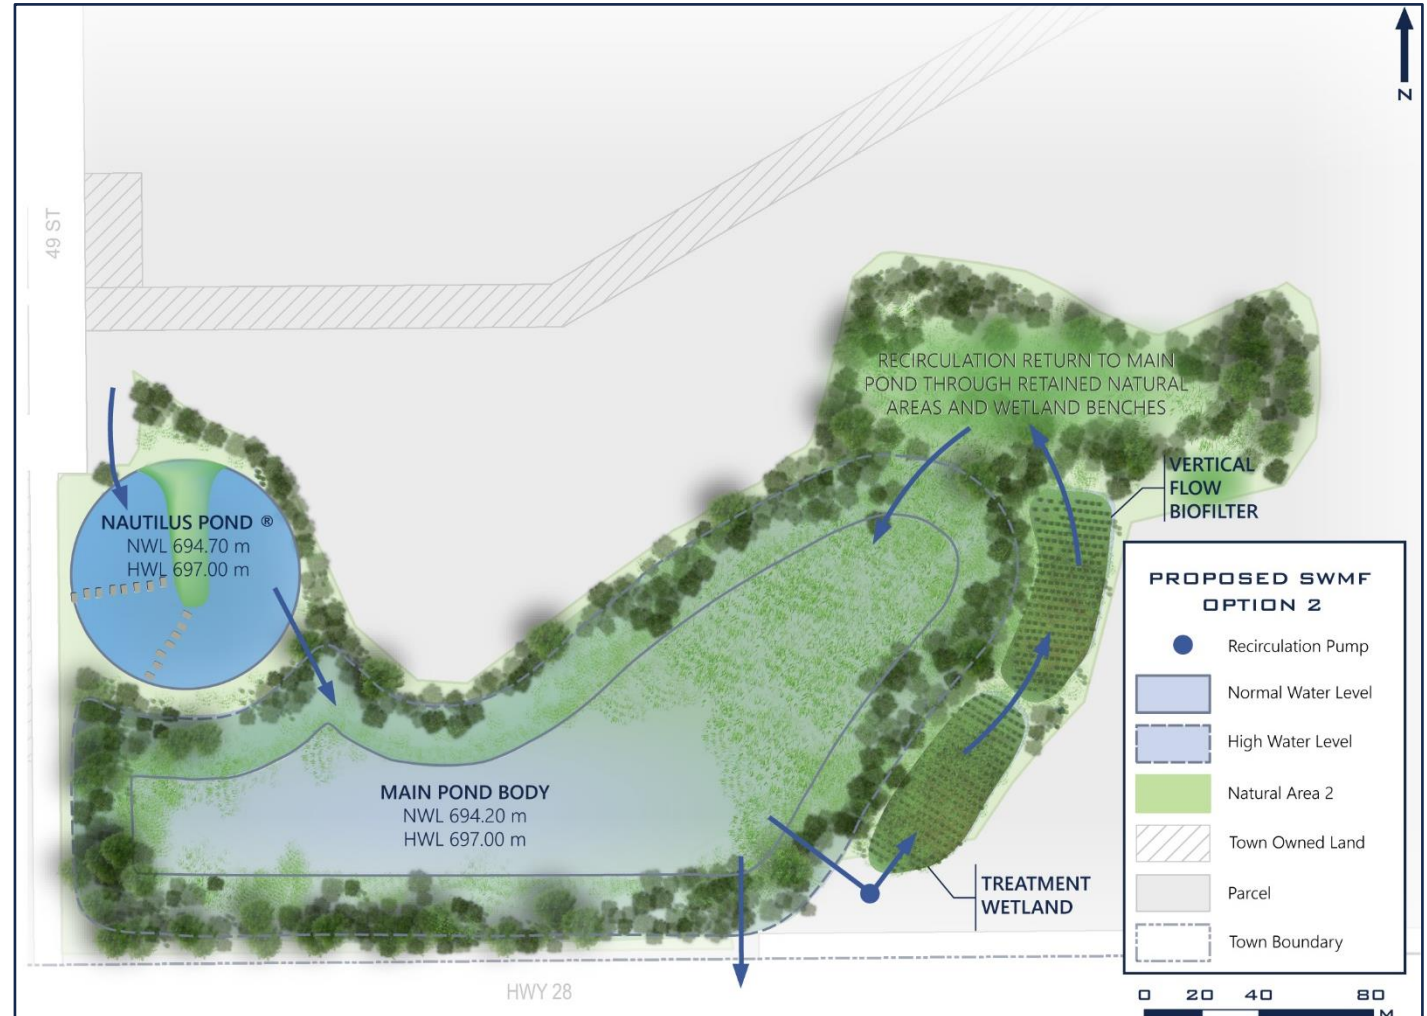 N
49 ST
RECIRCULATION RETURN TO MAIN
POND THROUGH RETAINED NATURAL
AREAS AND WETLAND BENCHES
VERTICAL
FLOW
BIOFILTER
NAUTILUS POND ®
NWL 694.70 m
HWL 697.00 m
MAIN POND BODY
NWL 694.20 m
HWL 697.00 m
TREATMENT
WETLAND
HWY 28
PROPOSED SWMF
OPTION 2
Recirculation Pump
Normal Water Level
High Water Level
Natural Area 2
Town Owned Land
Parcel
Town Boundary
0 20 40 80
M